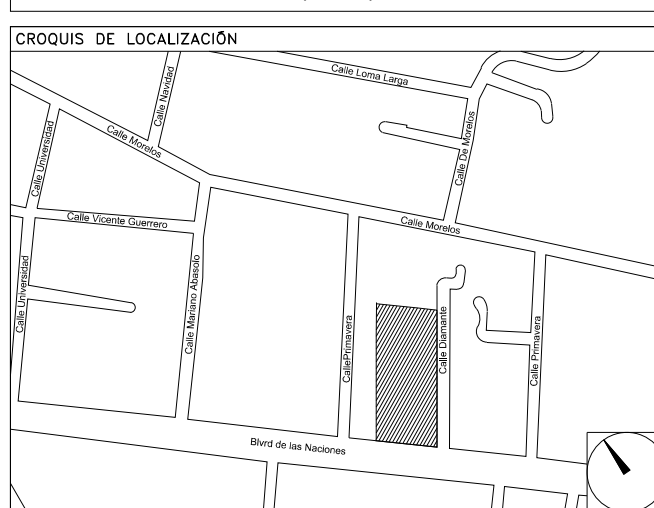 CROQUIS DE LOCALIZACIÓN
Calle Loma Larga
Calle Navidad
Calle Morelos
Calle De Morelos
Calle Universidad
Calle Vicente Guerrero
Calle Morelos
Calle Universidad
Calle Mariano Abasolo
CallePrimavera
Calle Diamante
Calle Primavera
Blvrd de las Naciones